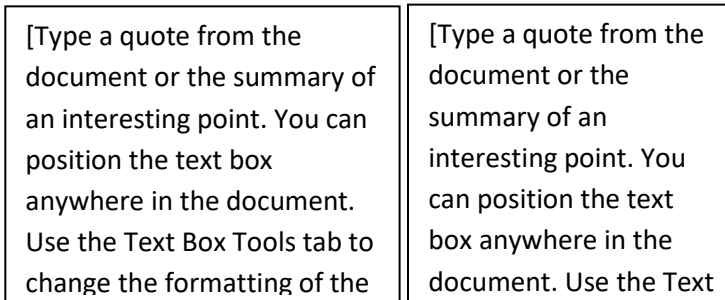 [Type a quote from the
document or the summary of
an interesting point. You can
position the text box
anywhere in the document.
Use the Text Box Tools tab to
change the formatting of the
[Type a quote from the
document or the
summary of an
interesting point. You
can position the text
box anywhere in the
document. Use the Text